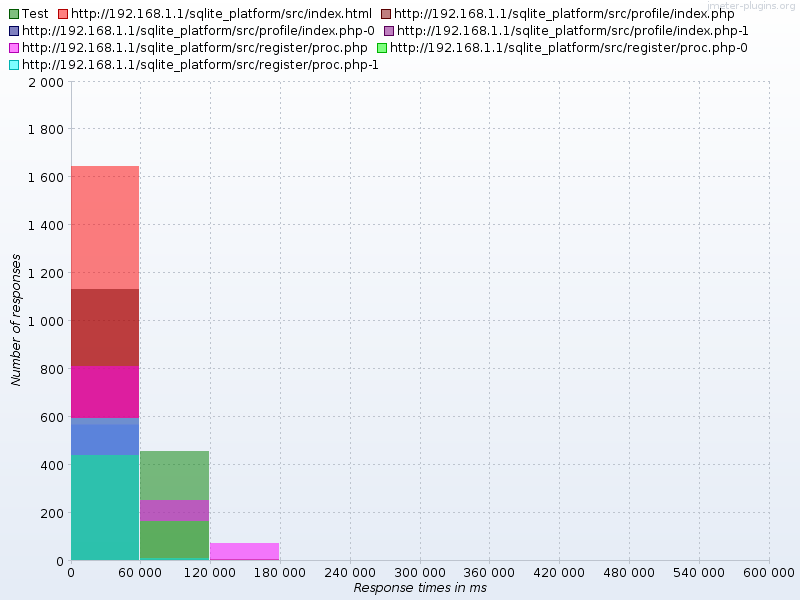 jmeter-plugins.org
Test http://192.168.1.1/sqlite_platform/src/index.html http://192.168.1.1/sqlite_platform/src/profile/index.php
http://192.168.1.1/sqlite_platform/src/profile/index.php-0 http://192.168.1.1/sqlite_platform/src/profile/index.php-1
http://192.168.1.1/sqlite_platform/src/register/proc.php http://192.168.1.1/sqlite_platform/src/register/proc.php-0
http://192.168.1.1/sqlite_platform/src/register/proc.php-1
2 000
1 800
1 600
1 400
1 200
1 000
800
600
400
200
0
Number of responses
0 60 000 120 000 180 000 240 000 300 000 360 000 420 000 480 000 540 000 600 000
Response times in ms